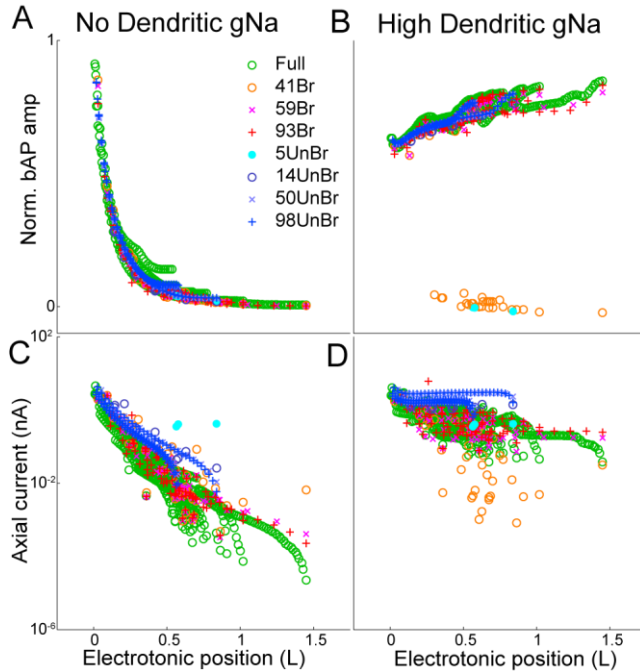 A
No Dendritic gNa
B
High Dendritic gNa
1
Norm. bAP amp
0
Full
41Br
59Br
93Br
5UnBr
14UnBr
50UnBr
98UnBr
C
D
10²
Axial current (nA)
10⁻²
10⁻⁶
0 0.5 1 1.5
0 0.5 1 1.5
Electrotonic position (L)
Electrotonic position (L)